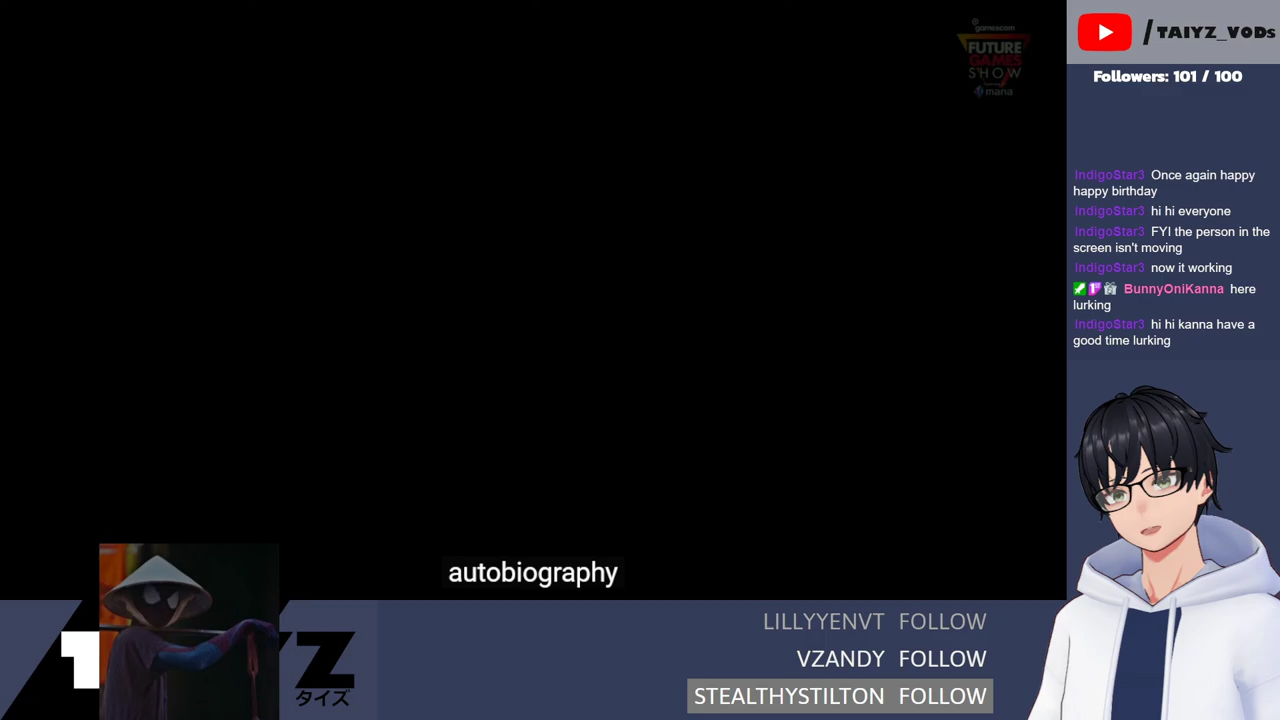 gamescom
FUTURE
GAMES
SHOW
mana
/TAIYZ_VODs
Followers: 101 / 100
IndigoStar3 Once again happy
happy birthday
IndigoStar3 hi hi everyone
IndigoStar3 FYI the person in the
screen isn't moving
IndigoStar3 now it working
BunnyOniKanna here
lurking
IndigoStar3 hi hi kanna have a
good time lurking
autobiography
LILLYYENVT FOLLOW
VZANDY FOLLOW
STEALTHYSTILTON FOLLOW
タイズ